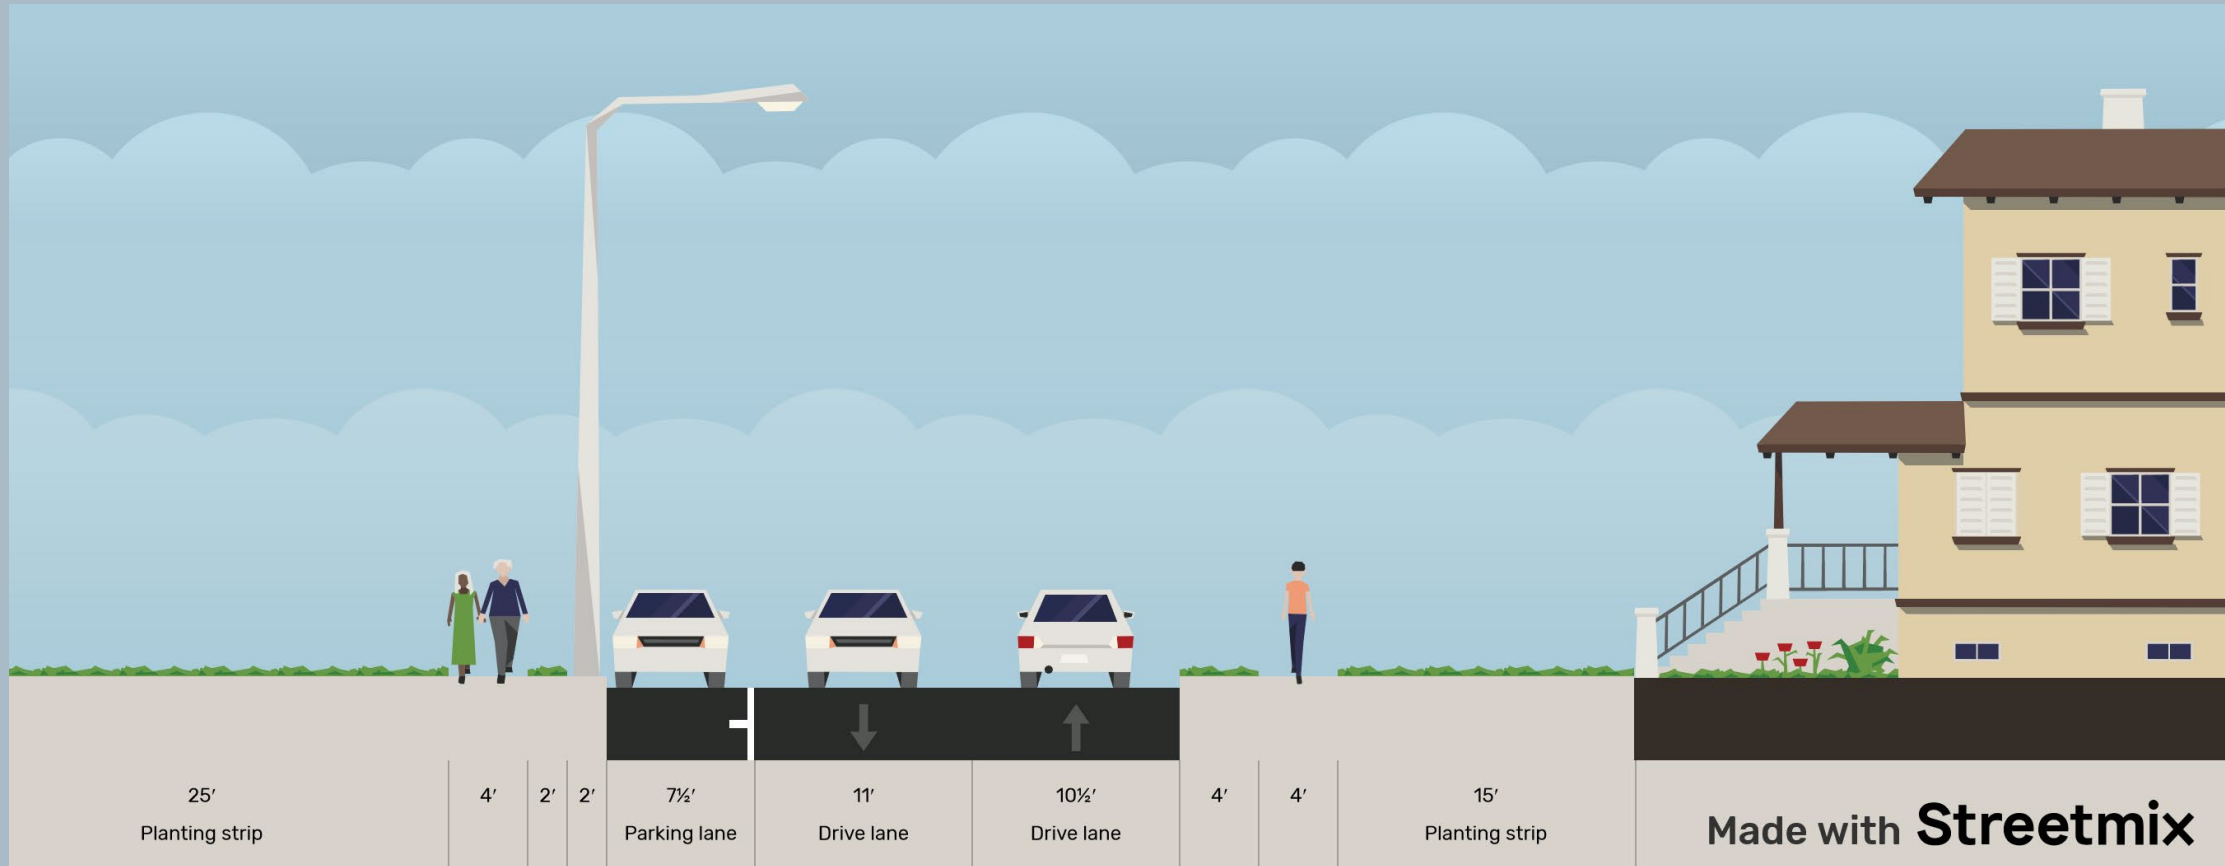 25′ 4′ 2′ 2′ 7½′ 11′ 10½′ 4′ 4′ 15′
Planting strip Parking lane Drive lane Drive lane Planting strip
Made with Streetmix